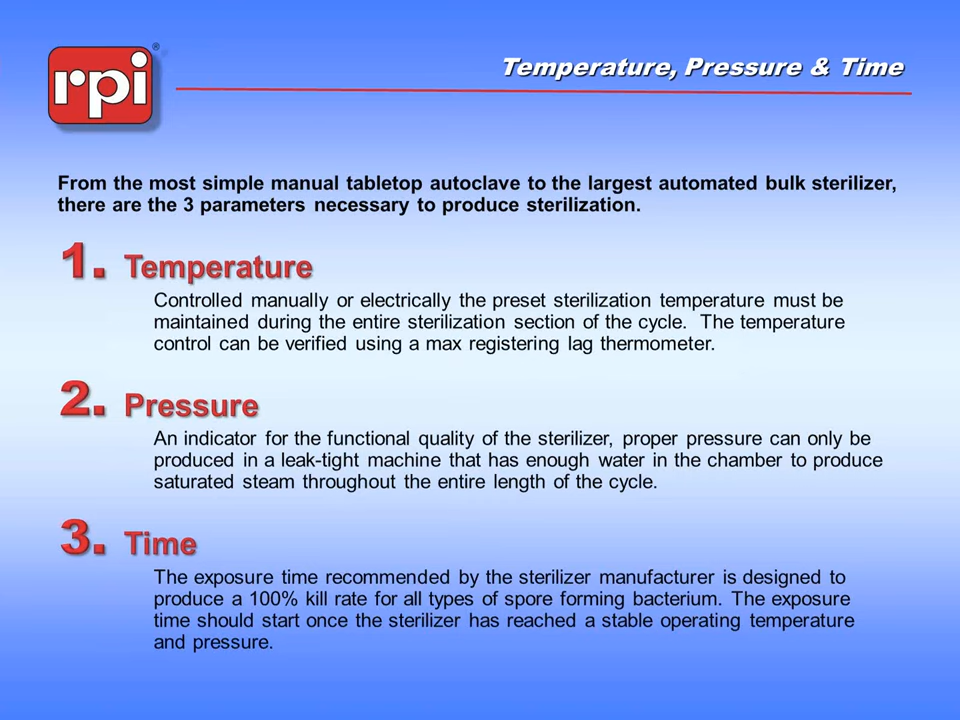 rpi®
Temperature, Pressure & Time
From the most simple manual tabletop autoclave to the largest automated bulk sterilizer,
there are the 3 parameters necessary to produce sterilization.
1. Temperature
Controlled manually or electrically the preset sterilization temperature must be
maintained during the entire sterilization section of the cycle.  The temperature
control can be verified using a max registering lag thermometer.
2. Pressure
An indicator for the functional quality of the sterilizer, proper pressure can only be
produced in a leak-tight machine that has enough water in the chamber to produce
saturated steam throughout the entire length of the cycle.
3. Time
The exposure time recommended by the sterilizer manufacturer is designed to
produce a 100% kill rate for all types of spore forming bacterium. The exposure
time should start once the sterilizer has reached a stable operating temperature
and pressure.